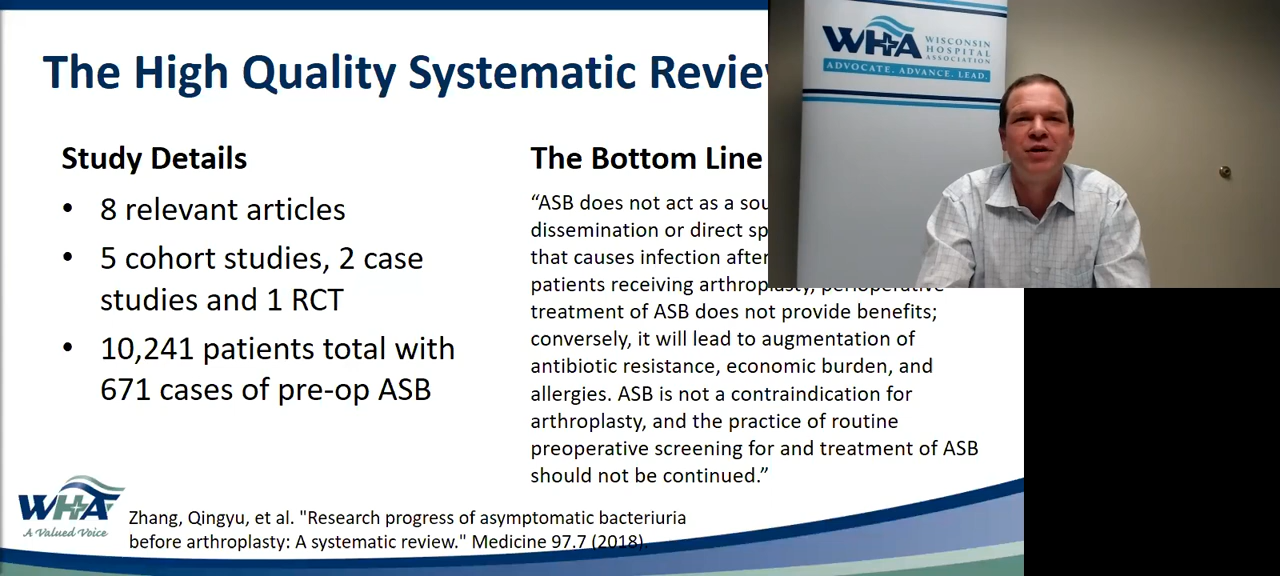 The High Quality Systematic
Study Details
• 8 relevant articles
• 5 cohort studies, 2 case
studies and 1 RCT
• 10,241 patients total with
671 cases of pre-op ASB
The Bottom Line
“ASB does not act as a
dissemination or direct
that causes infection after
patients receiving arthroplasty, perioperative
treatment of ASB does not provide benefits;
conversely, it will lead to augmentation of
antibiotic resistance, economic burden, and
allergies. ASB is not a contraindication for
arthroplasty, and the practice of routine
preoperative screening for and treatment of ASB
should not be continued.”
WHA
A Valued Voice
Zhang, Qingyu, et al. "Research progress of asymptomatic bacteriuria
before arthroplasty: A systematic review." Medicine 97.7 (2018).
WHA
WISCONSIN
HOSPITAL
ASSOCIATION
ADVOCATE. ADVANCE. LEAD.